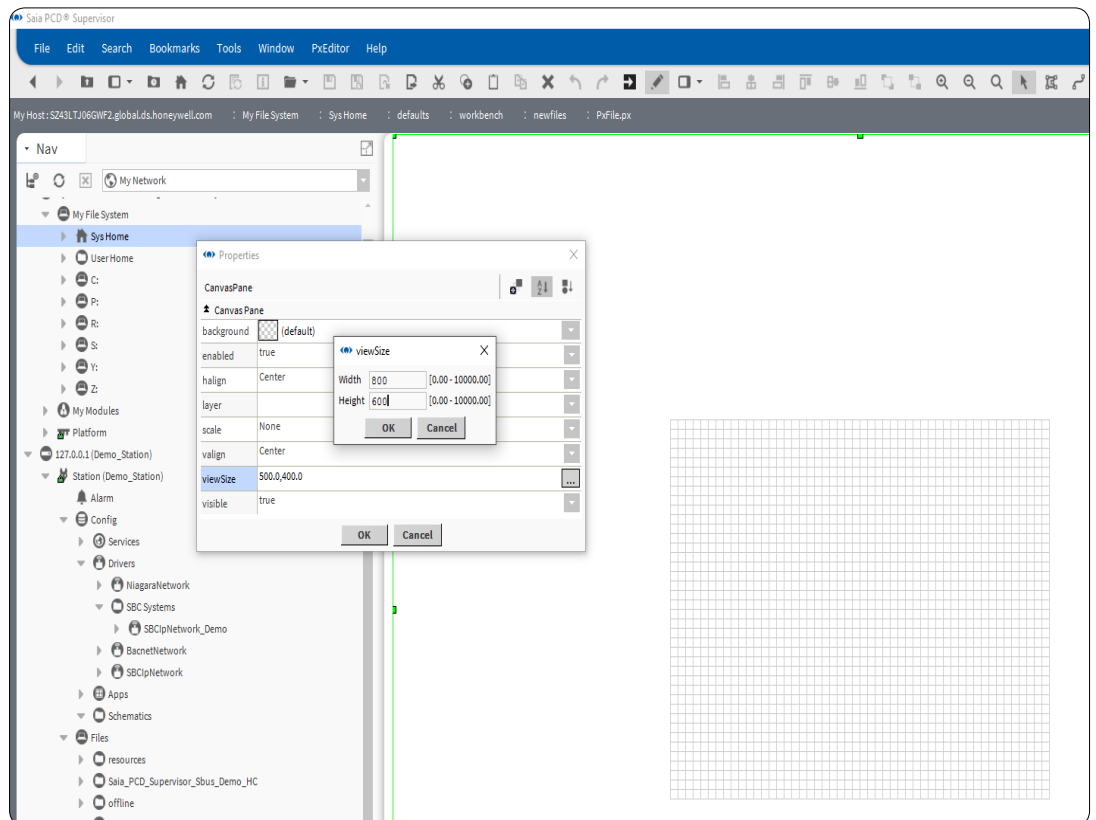 Saia PCD® Supervisor
File Edit Search Bookmarks Tools Window PxEditor Help
My Host : SZ43LTJ06GWF2.global.ds.honeywell.com : My File System : Sys Home : defaults : workbench : newfiles : PxFile.px
Nav
My Network
My File System
Sys Home
User Home
C:
P:
R:
S:
Y:
Z:
My Modules
Platform
127.0.0.1 (Demo_Station)
Station (Demo_Station)
Alarm
Config
Services
Drivers
NiagaraNetwork
SBC Systems
SBCIpNetwork_Demo
BacnetNetwork
SBCIpNetwork
Apps
Schematics
Files
resources
Saia_PCD_Supervisor_Sbus_Demo_HC
offline
Properties X
CanvasPane
Canvas Pane
background (default)
enabled true
halign Center
layer
scale None
valign Center
viewSize 500.0,400.0 ...
visible true
OK Cancel
viewSize X
Width 800 [0.00 - 10000.00]
Height 600 [0.00 - 10000.00]
OK Cancel